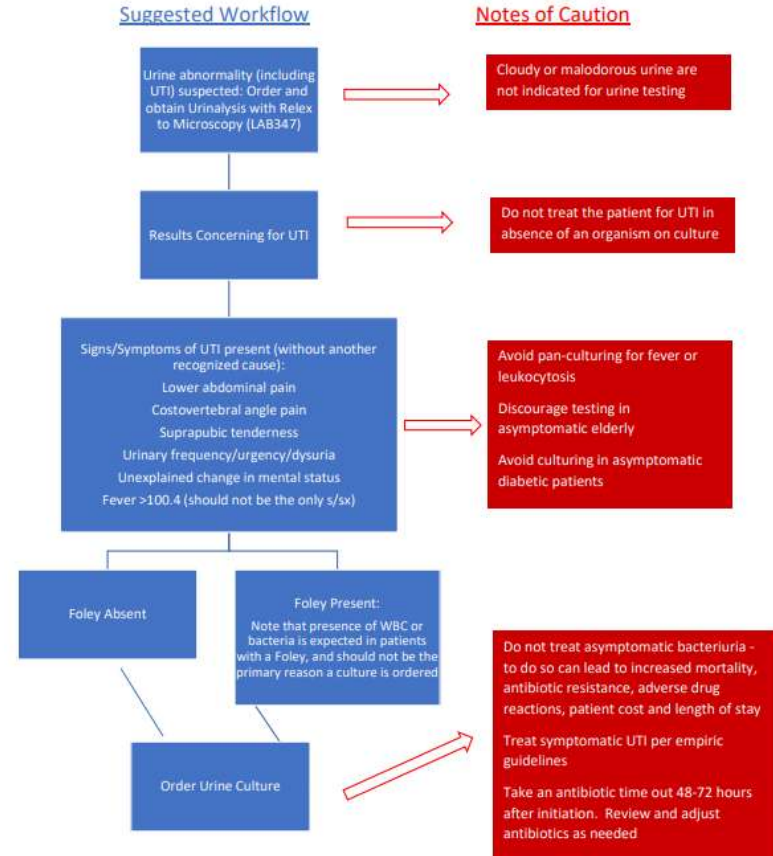 Suggested Workflow
Notes of Caution
Urine abnormality (including
UTI) suspected: Order and
obtain Urinalysis with Relex
to Microscopy (LAB347)
Cloudy or malodorous urine are
not indicated for urine testing
Results Concerning for UTI
Do not treat the patient for UTI in
absence of an organism on culture
Signs/Symptoms of UTI present (without another
recognized cause):
Lower abdominal pain
Costovertebral angle pain
Suprapubic tenderness
Urinary frequency/urgency/dysuria
Unexplained change in mental status
Fever >100.4 (should not be the only s/sx)
Avoid pan-culturing for fever or
leukocytosis
Discourage testing in
asymptomatic elderly
Avoid culturing in asymptomatic
diabetic patients
Foley Absent
Foley Present:
Note that presence of WBC or
bacteria is expected in patients
with a Foley, and should not be the
primary reason a culture is ordered
Order Urine Culture
Do not treat asymptomatic bacteriuria -
to do so can lead to increased mortality,
antibiotic resistance, adverse drug
reactions, patient cost and length of stay
Treat symptomatic UTI per empiric
guidelines
Take an antibiotic time out 48-72 hours
after initiation. Review and adjust
antibiotics as needed